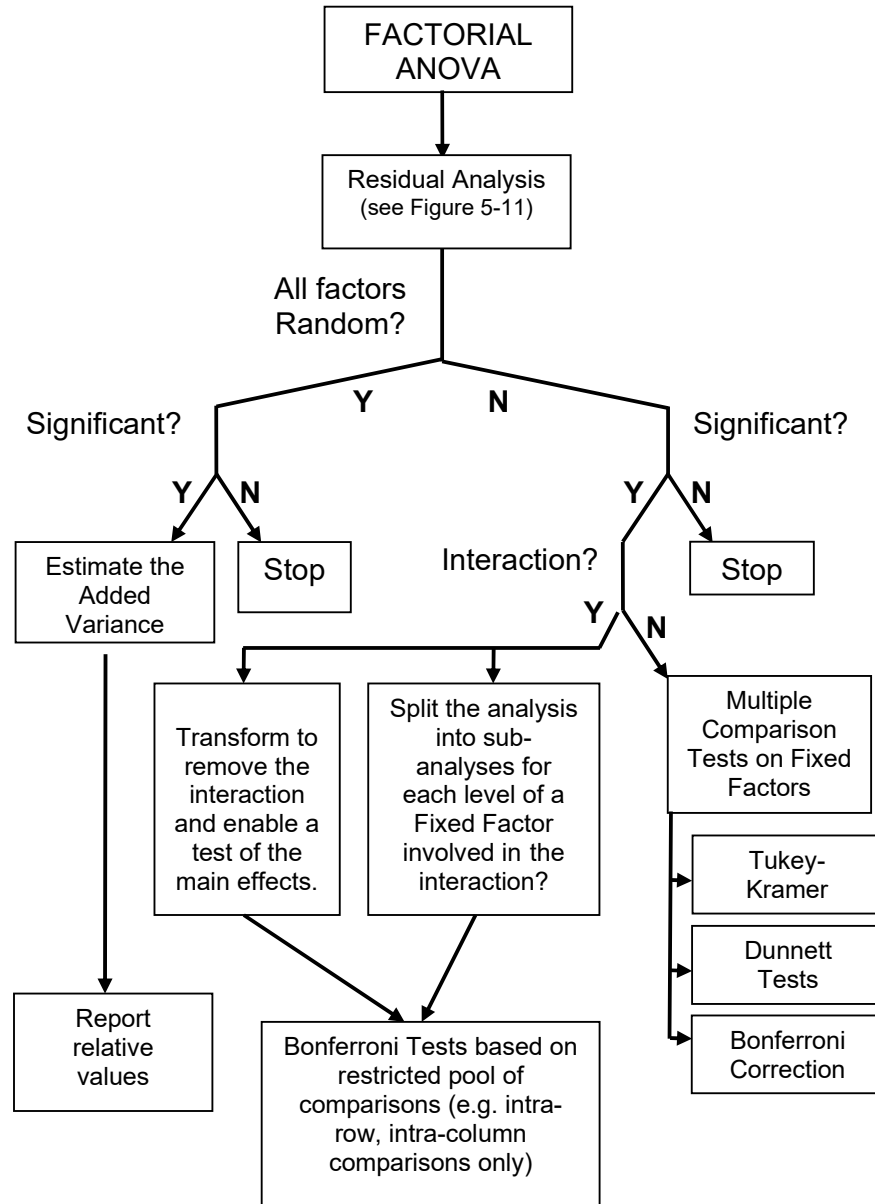 FACTORIAL
ANOVA
Residual Analysis
(see Figure 5-11)
All factors
Random?
Y
N
Significant?
Significant?
Y
N
Y
N
Estimate the
Added
Variance
Stop
Interaction?
Stop
Y
N
Transform to
remove the
interaction
and enable a
test of the
main effects.
Split the analysis
into sub-
analyses for
each level of a
Fixed Factor
involved in the
interaction?
Multiple
Comparison
Tests on Fixed
Factors
Tukey-
Kramer
Dunnett
Tests
Bonferroni
Correction
Report
relative
values
Bonferroni Tests based on
restricted pool of
comparisons (e.g. intra-
row, intra-column
comparisons only)